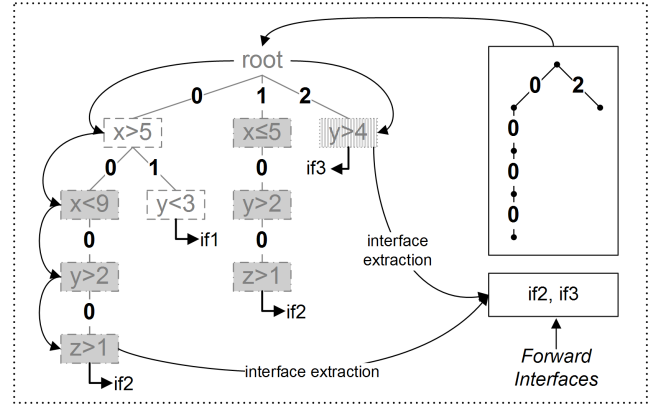 root
0
1
2
0
2
x>5
x≤5
y>4
0
0
1
0
if3
0
x<9
y<3
y>2
0
0
if1
0
interface
extraction
y>2
z>1
if2, if3
0
if2
z>1
interface extraction
Forward
Interfaces
if2